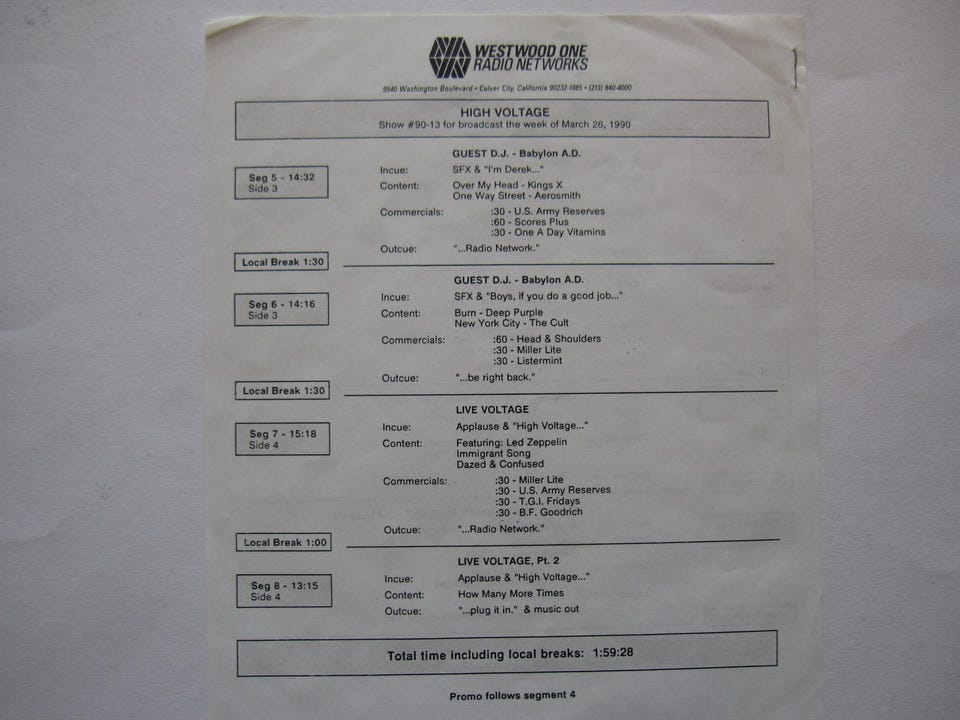 WESTWOOD ONE
RADIO NETWORKS
9540 Washington Boulevard • Culver City, California 90232-1985 • (213) 840-4000
HIGH VOLTAGE
Show #90-13 for broadcast the week of March 26, 1990
GUEST D.J. - Babylon A.D.
Seg 5 - 14:32
Side 3
Incue: SFX & "I'm Derek..."
Content: Over My Head - Kings X
One Way Street - Aerosmith
Commercials: :30 - U.S. Army Reserves
:60 - Scores Plus
:30 - One A Day Vitamins
Outcue: "...Radio Network."
Local Break 1:30
GUEST D.J. - Babylon A.D.
Seg 6 - 14:16
Side 3
Incue: SFX & "Boys, if you do a good job..."
Content: Burn - Deep Purple
New York City - The Cult
Commercials: :60 - Head & Shoulders
:30 - Miller Lite
:30 - Listermint
Outcue: "...be right back."
Local Break 1:30
LIVE VOLTAGE
Seg 7 - 15:18
Side 4
Incue: Applause & "High Voltage..."
Content: Featuring: Led Zeppelin
Immigrant Song
Dazed & Confused
Commercials: :30 - Miller Lite
:30 - U.S. Army Reserves
:30 - T.G.I. Fridays
:30 - B.F. Goodrich
Outcue: "...Radio Network."
Local Break 1:00
LIVE VOLTAGE, Pt. 2
Seg 8 - 13:15
Side 4
Incue: Applause & "High Voltage..."
Content: How Many More Times
Outcue: "...plug it in." & music out
Total time including local breaks: 1:59:28
Promo follows segment 4